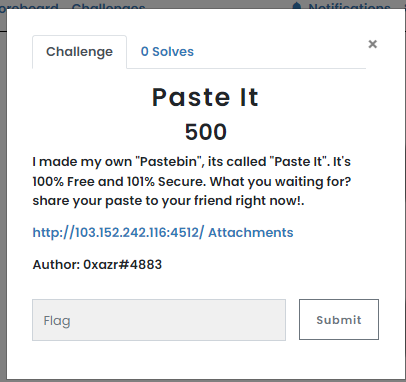 oreboard Challenges Notifications
Challenge 0 Solves ×
Paste It
500
I made my own "Pastebin", its called "Paste It". It's
100% Free and 101% Secure. What you waiting for?
share your paste to your friend right now!.
http://103.152.242.116:4512/ Attachments
Author: 0xazr#4883
Flag Submit